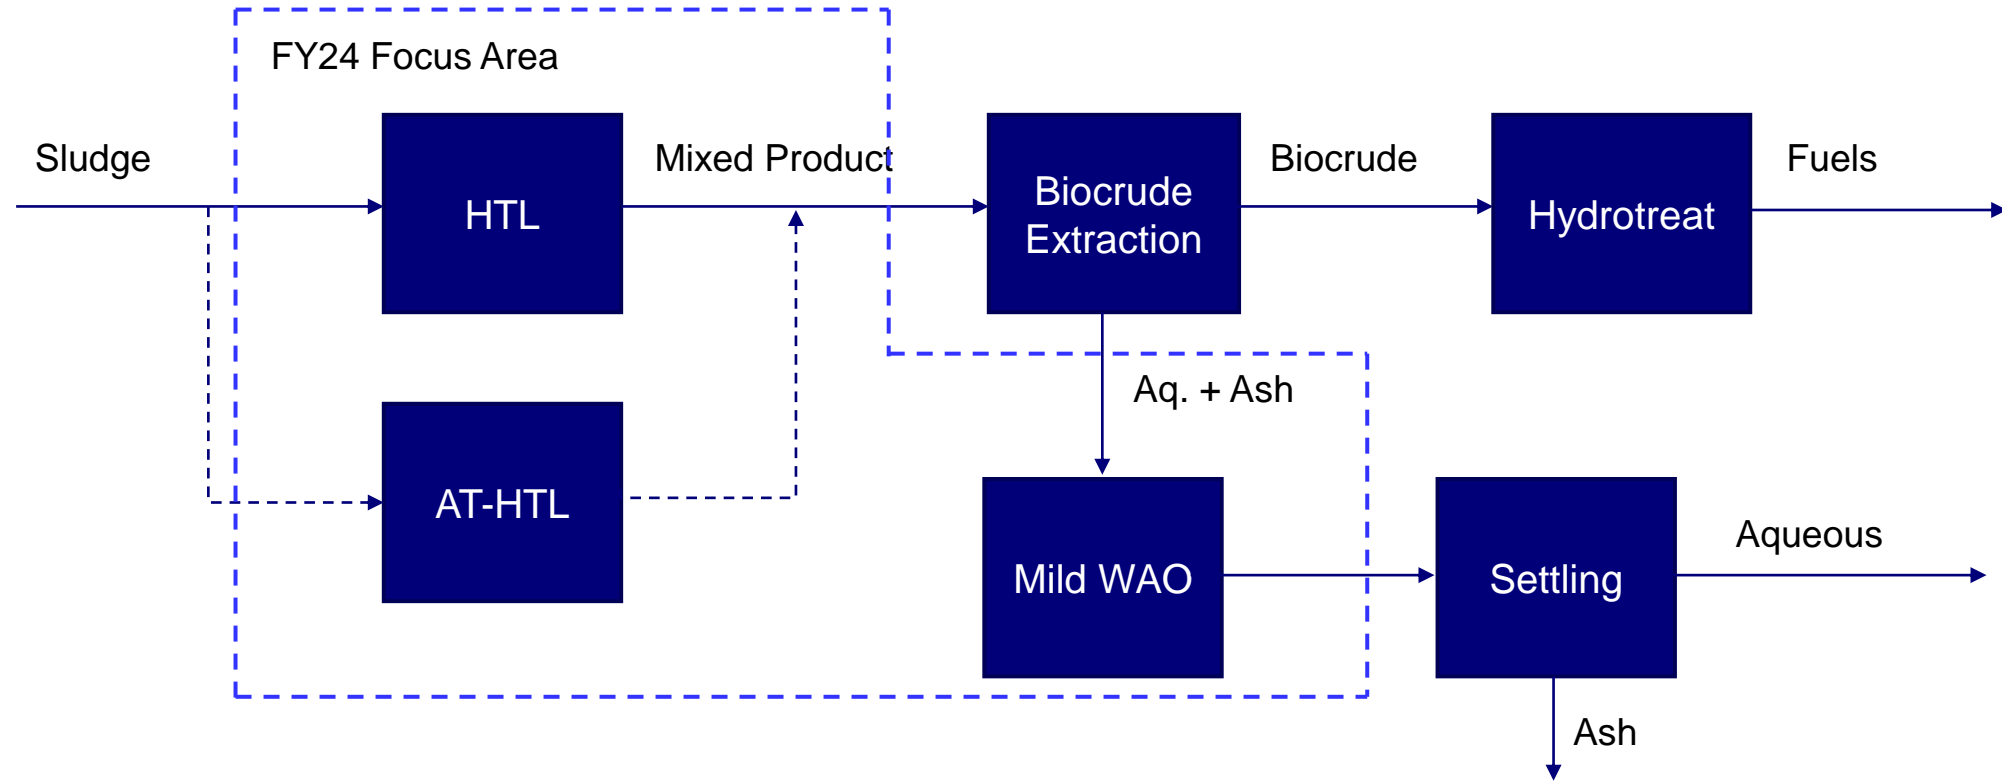 FY24 Focus Area
Sludge
HTL
Mixed Product
Biocrude
Extraction
Biocrude
Hydrotreat
Fuels
Aq. + Ash
AT-HTL
Mild WAO
Settling
Aqueous
Ash